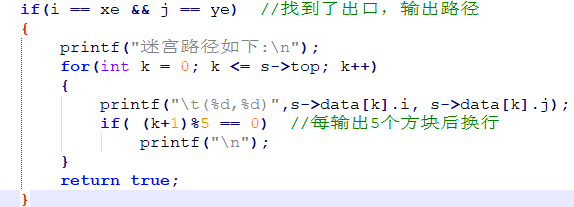 if(i == xe && j == ye)  //找到了出口，输出路径
{
    printf("迷宫路径如下:\n");
    for(int k = 0; k <= s->top; k++)
    {
        printf("\t(%d,%d)",s->data[k].i, s->data[k].j);
        if( (k+1)%5 == 0)  //每输出5个方块后换行
            printf("\n");
    }
    return true;
}